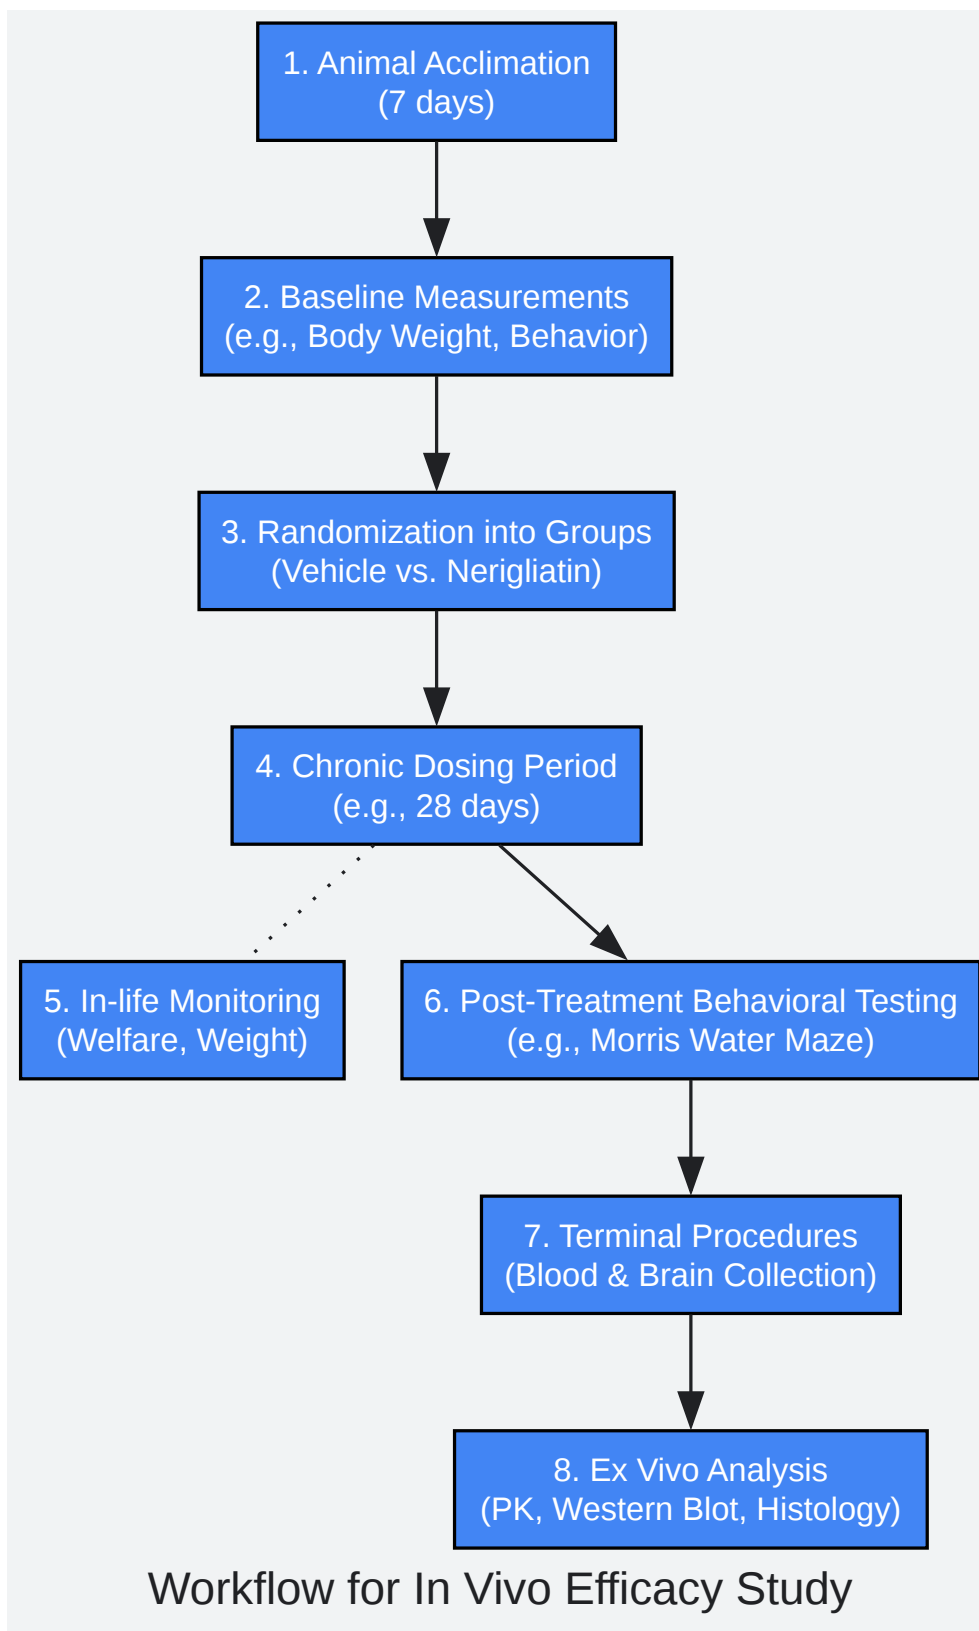 1. Animal Acclimation
(7 days)
2. Baseline Measurements
(e.g., Body Weight, Behavior)
3. Randomization into Groups
(Vehicle vs. Nerigliatin)
4. Chronic Dosing Period
(e.g., 28 days)
5. In-life Monitoring
(Welfare, Weight)
6. Post-Treatment Behavioral Testing
(e.g., Morris Water Maze)
7. Terminal Procedures
(Blood & Brain Collection)
8. Ex Vivo Analysis
(PK, Western Blot, Histology)
Workflow for In Vivo Efficacy Study